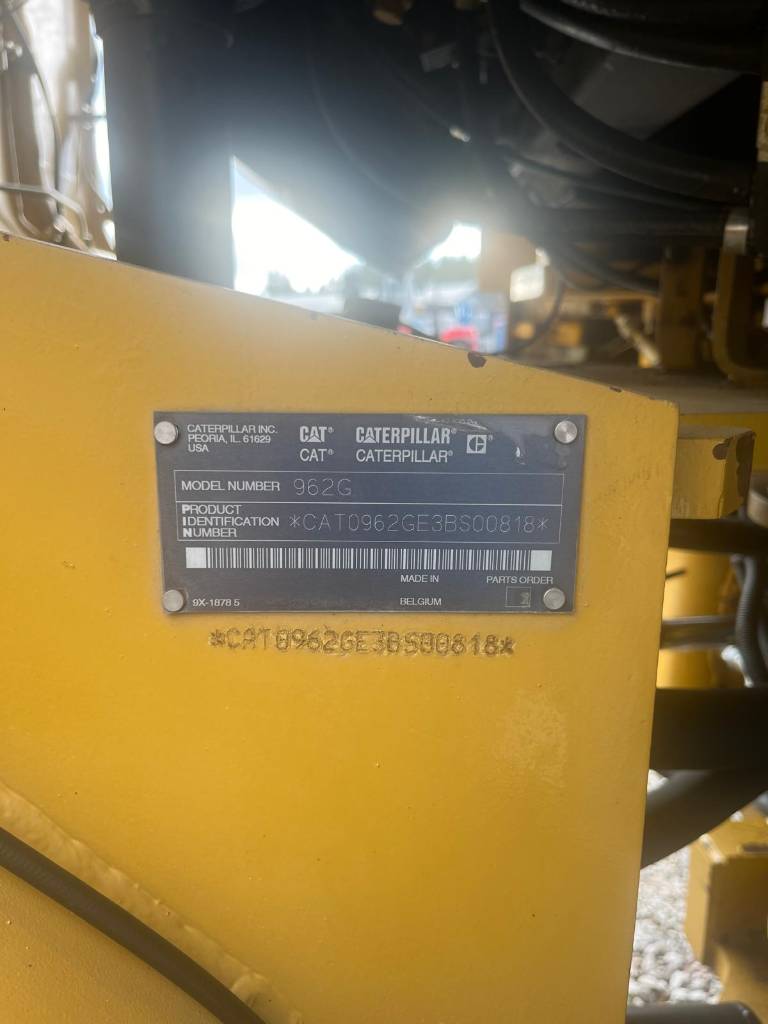 CATERPILLAR INC.
PEORIA, IL. 61629
USA
CAT® CATERPILLAR® C
CAT® CATERPILLAR®
MODEL NUMBER 962G
PRODUCT
IDENTIFICATION *CAT0962GE3BS00818*
NUMBER
MADE IN PARTS ORDER
9X-1878 5 BELGIUM 2
*CAT0962GE3BS00818*